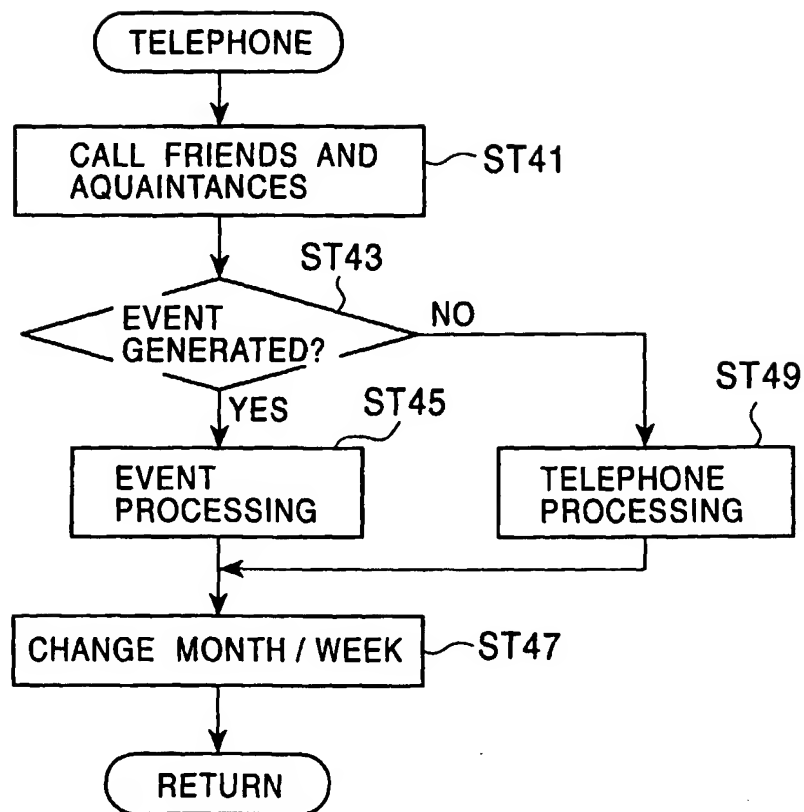 TELEPHONE
CALL FRIENDS AND
AQUAINTANCES
ST41
ST43
EVENT
GENERATED?
NO
YES
ST45
ST49
EVENT
PROCESSING
TELEPHONE
PROCESSING
CHANGE MONTH / WEEK
ST47
RETURN